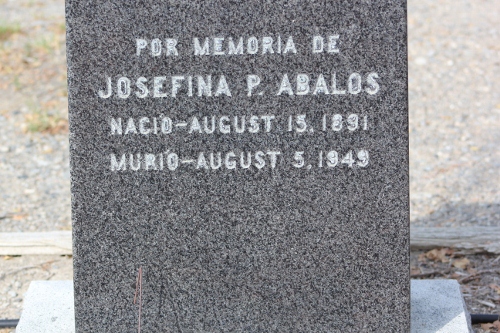 POR MEMORIA DE
JOSEFINA P. ABALOS
NACIO-AUGUST 15, 1891
MURIO-AUGUST 5, 1949